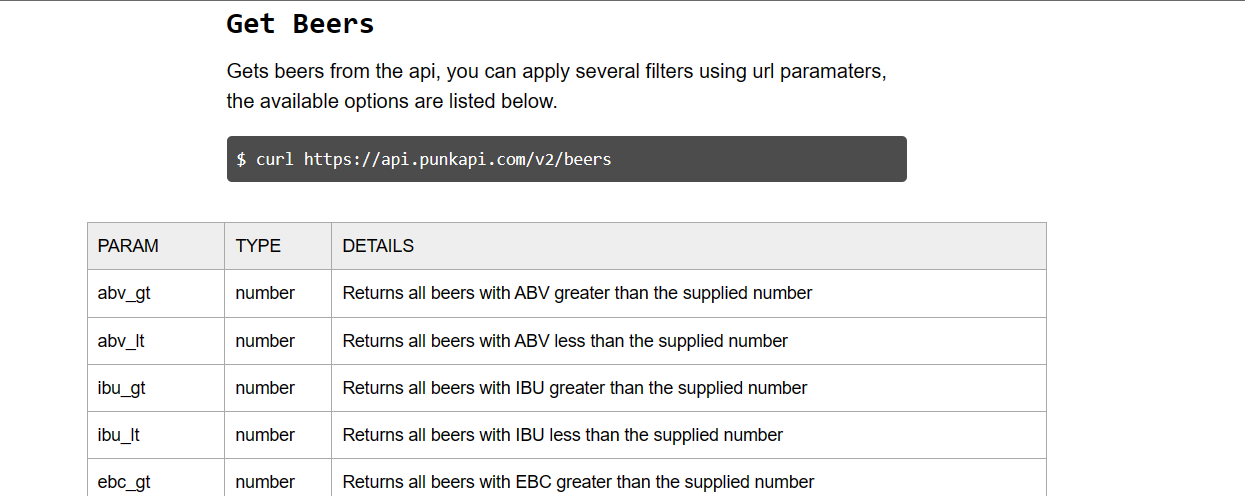 Get Beers
Gets beers from the api, you can apply several filters using url paramaters,
the available options are listed below.
$ curl https://api.punkapi.com/v2/beers
PARAM TYPE DETAILS
abv_gt number Returns all beers with ABV greater than the supplied number
abv_lt number Returns all beers with ABV less than the supplied number
ibu_gt number Returns all beers with IBU greater than the supplied number
ibu_lt number Returns all beers with IBU less than the supplied number
ebc_gt number Returns all beers with EBC greater than the supplied number